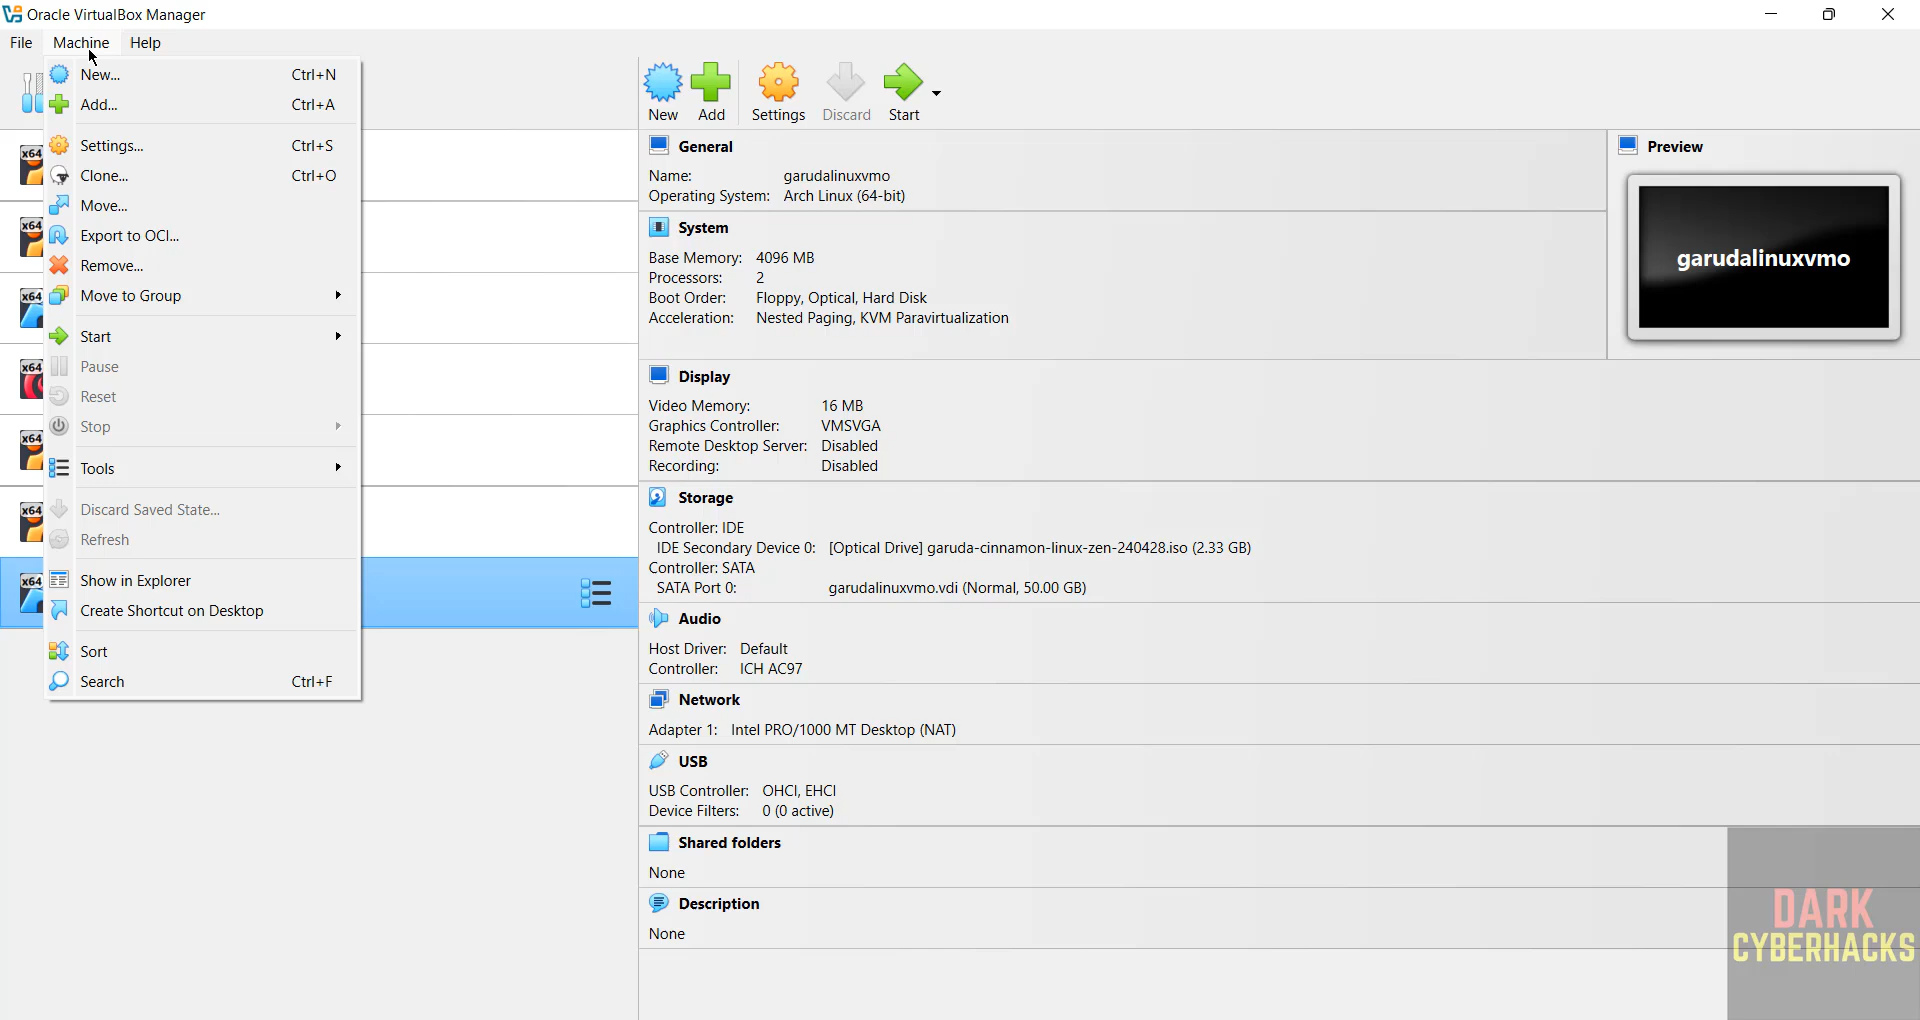 Oracle VirtualBox Manager
File Machine Help
New... Ctrl+N
Add... Ctrl+A
Settings... Ctrl+S
Clone... Ctrl+O
Move...
Export to OCI...
Remove...
Move to Group
Start
Pause
Reset
Stop
Tools
Discard Saved State...
Refresh
Show in Explorer
Create Shortcut on Desktop
Sort
Search Ctrl+F
x64
x64
x64
x64
x64
x64
x64
New Add Settings Discard Start
General
Name: garudalinuxvmo
Operating System: Arch Linux (64-bit)
System
Base Memory: 4096 MB
Processors: 2
Boot Order: Floppy, Optical, Hard Disk
Acceleration: Nested Paging, KVM Paravirtualization
Preview
garudalinuxvmo
Display
Video Memory: 16 MB
Graphics Controller: VMSVGA
Remote Desktop Server: Disabled
Recording: Disabled
Storage
Controller: IDE
IDE Secondary Device 0: [Optical Drive] garuda-cinnamon-linux-zen-240428.iso (2.33 GB)
Controller: SATA
SATA Port 0: garudalinuxvmo.vdi (Normal, 50.00 GB)
Audio
Host Driver: Default
Controller: ICH AC97
Network
Adapter 1: Intel PRO/1000 MT Desktop (NAT)
USB
USB Controller: OHCI, EHCI
Device Filters: 0 (0 active)
Shared folders
None
Description
None
DARK
CYBERHACKS